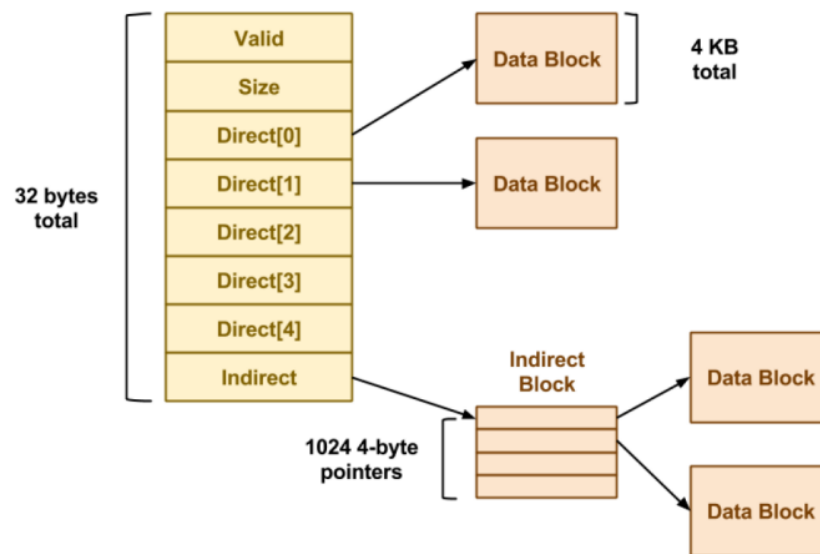 Valid
Size
Direct[0]
Direct[1]
Direct[2]
Direct[3]
Direct[4]
Indirect
32 bytes
total
Data Block
4 KB
total
Data Block
Indirect
Block
1024 4-byte
pointers
Data Block
Data Block